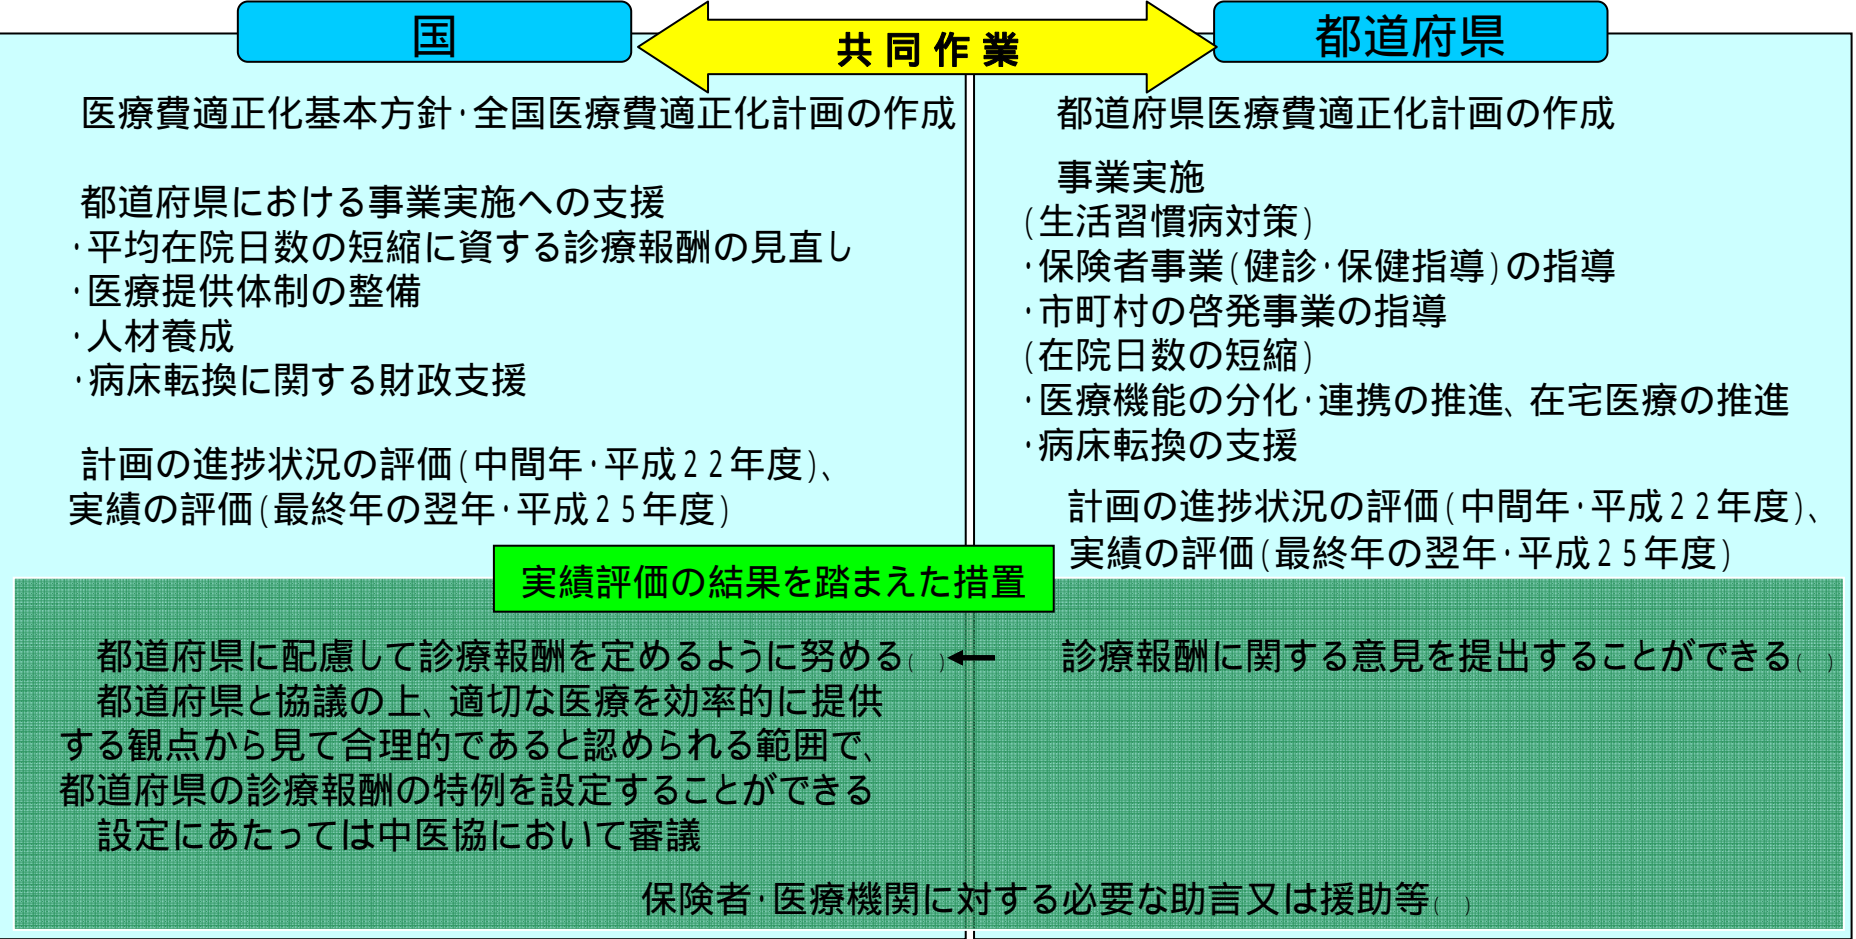 国
共同作業
都道府県
医療費適正化基本方針・全国医療費適正化計画の作成
都道府県における事業実施への支援
・平均在院日数の短縮に資する診療報酬の見直し
・医療提供体制の整備
・人材養成
・病床転換に関する財政支援
計画の進捗状況の評価(中間年・平成22年度)、
実績の評価(最終年の翌年・平成25年度)
都道府県医療費適正化計画の作成
事業実施
(生活習慣病対策)
・保険者事業(健診・保健指導)の指導
・市町村の啓発事業の指導
(在院日数の短縮)
・医療機能の分化・連携の推進、在宅医療の推進
・病床転換の支援
計画の進捗状況の評価(中間年・平成22年度)、
実績の評価(最終年の翌年・平成25年度)
実績評価の結果を踏まえた措置
都道府県に配慮して診療報酬を定めるように努める( )
都道府県と協議の上、適切な医療を効率的に提供
する観点から見て合理的であると認められる範囲で、
都道府県の診療報酬の特例を設定することができる
設定にあたっては中医協において審議
診療報酬に関する意見を提出することができる( )
保険者・医療機関に対する必要な助言又は援助等( )